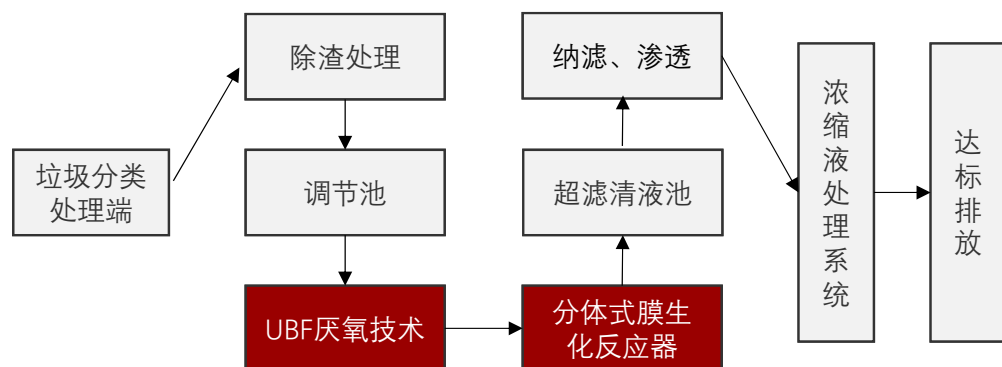 垃圾分类
处理端
除渣处理
调节池
UBF厌氧技术
分体式膜生
化反应器
超滤清液池
纳滤、渗透
浓缩液处理系统
达标排放